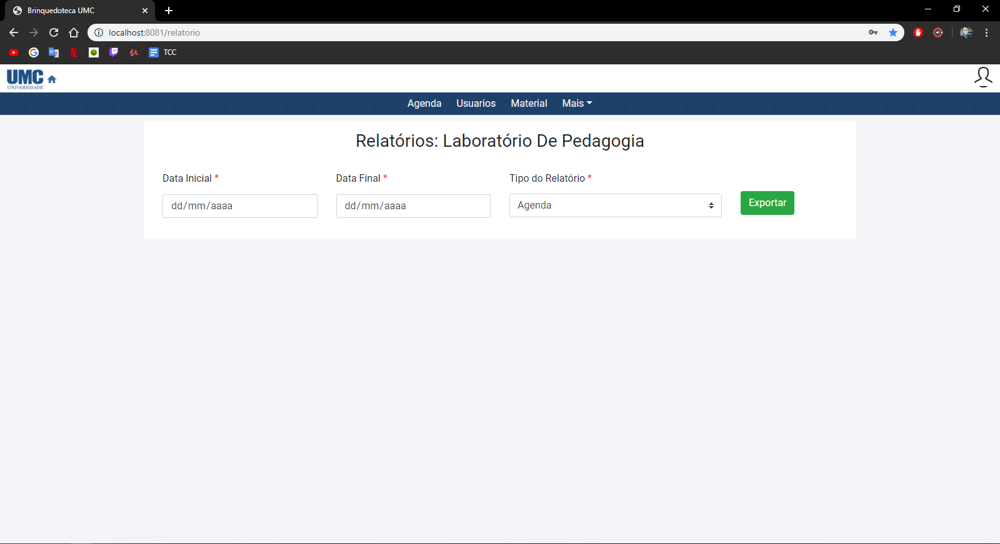 Brinquedoteca UMC
localhost:8081/relatorio
TCC
UMC
UNIVERSIDADE
Agenda Usuarios Material Mais
Relatórios: Laboratório De Pedagogia
Data Inicial * Data Final * Tipo do Relatório *
dd/mm/aaaa dd/mm/aaaa Agenda Exportar